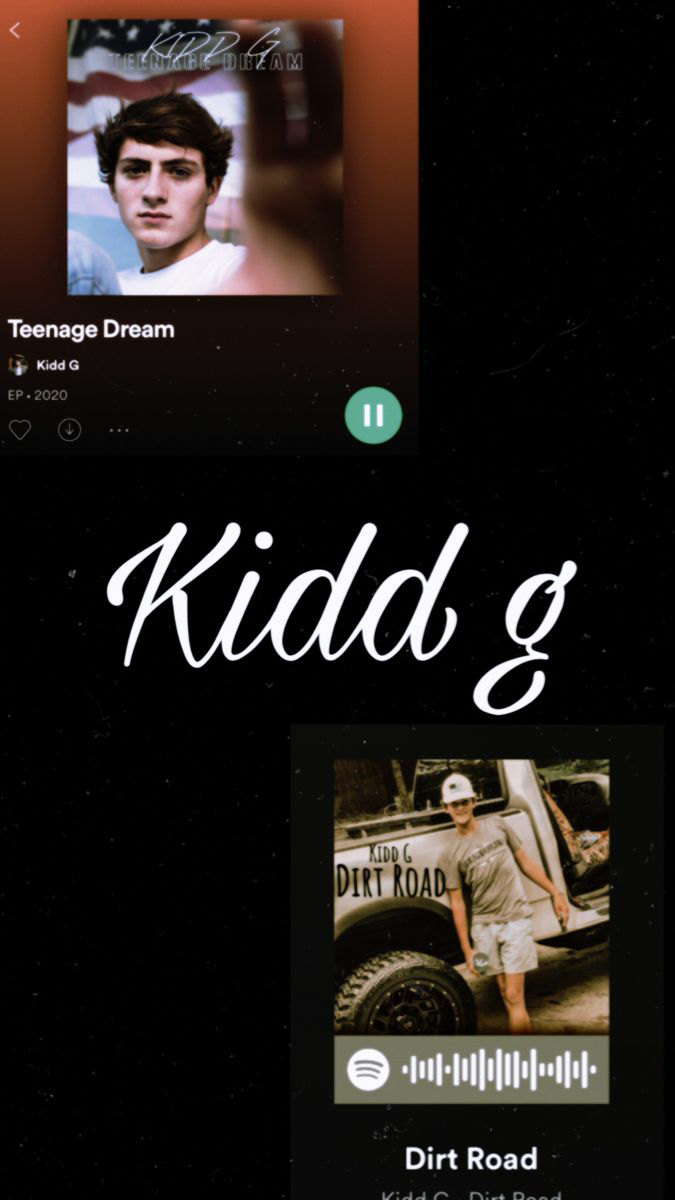 KIDD G
TEENAGE DREAM
Teenage Dream
Kidd G
EP • 2020
Kidd g
KIDD G
DIRT ROAD
Dirt Road
Kidd G Dirt Road